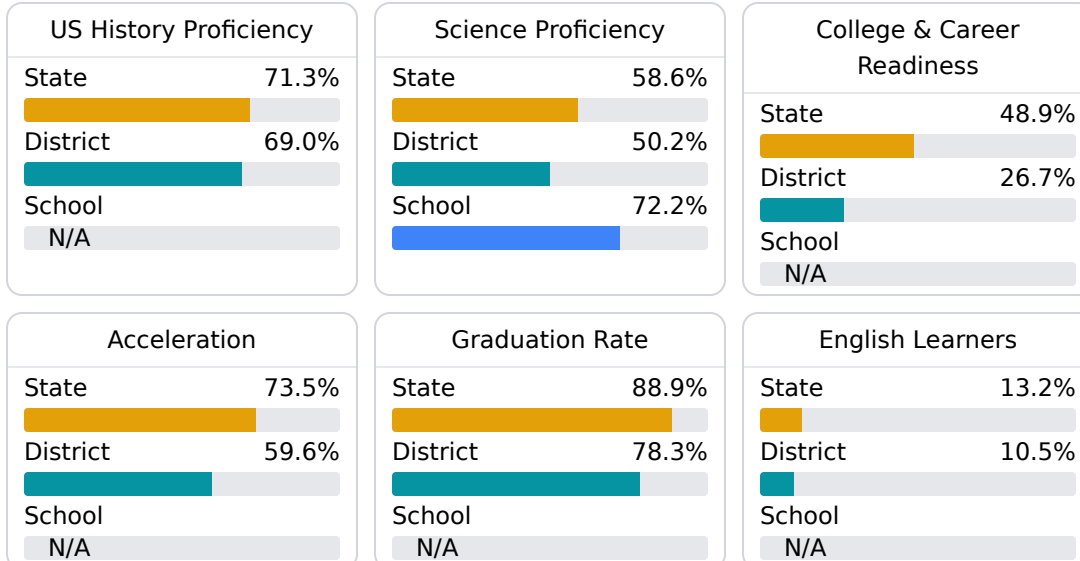 US History Proficiency
State 71.3%
District 69.0%
School
N/A
Science Proficiency
State 58.6%
District 50.2%
School 72.2%
College & Career
Readiness
State 48.9%
District 26.7%
School
N/A
Acceleration
State 73.5%
District 59.6%
School
N/A
Graduation Rate
State 88.9%
District 78.3%
School
N/A
English Learners
State 13.2%
District 10.5%
School
N/A